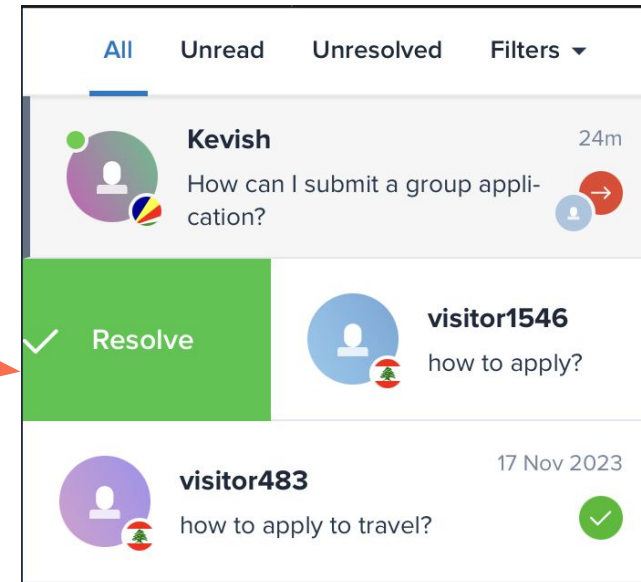 All Unread Unresolved Filters
Kevish 24m
How can I submit a group appli-
cation?
Resolve
visitor1546
how to apply?
visitor483 17 Nov 2023
how to apply to travel?